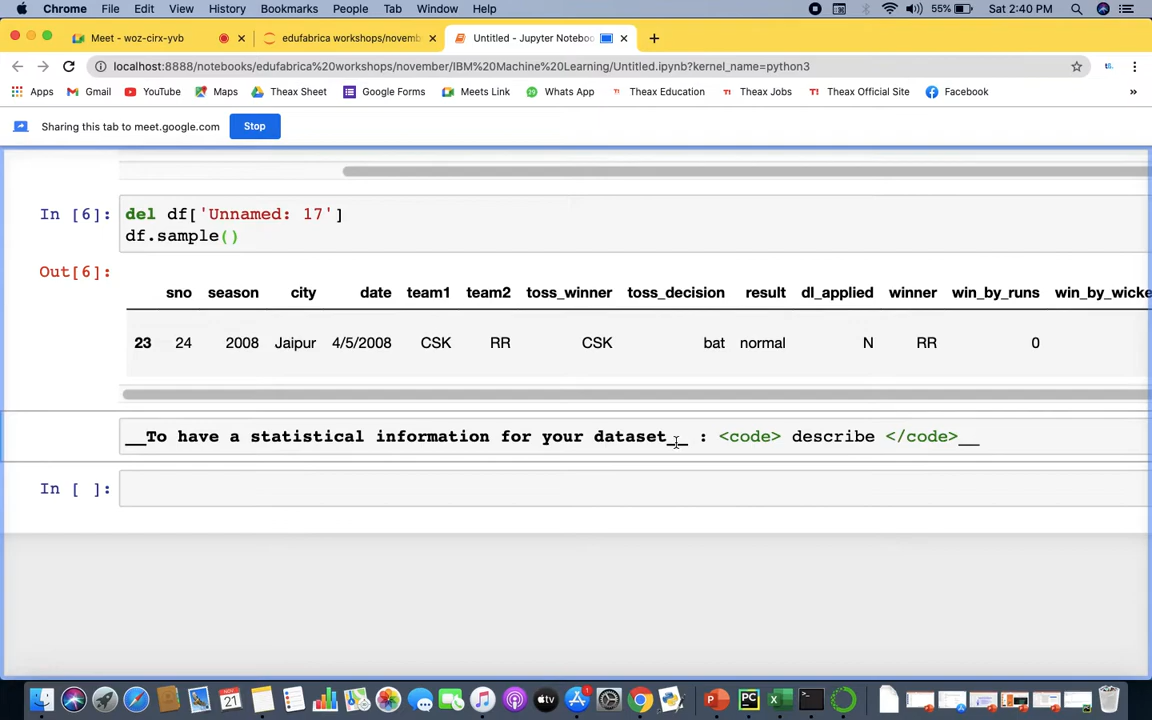 Chrome File Edit View History Bookmarks People Tab Window Help 55% Sat 2:40 PM
Meet - woz-cirx-yvb edufabrica workshops/novemb Untitled - Jupyter Noteboo
localhost:8888/notebooks/edufabrica%20workshops/november/IBM%20Machine%20Learning/Untitled.ipynb?kernel_name=python3
Apps Gmail YouTube Maps Theax Sheet Google Forms Meets Link Whats App Theax Education Theax Jobs Theax Official Site Facebook »
Sharing this tab to meet.google.com Stop
In [6]: del df['Unnamed: 17']
df.sample()
Out[6]:
sno season city date team1 team2 toss_winner toss_decision result dl_applied winner win_by_runs win_by_wicke
23 24 2008 Jaipur 4/5/2008 CSK RR CSK bat normal N RR 0
__To have a statistical information for your dataset__ : <code> describe </code>__
In [ ]: